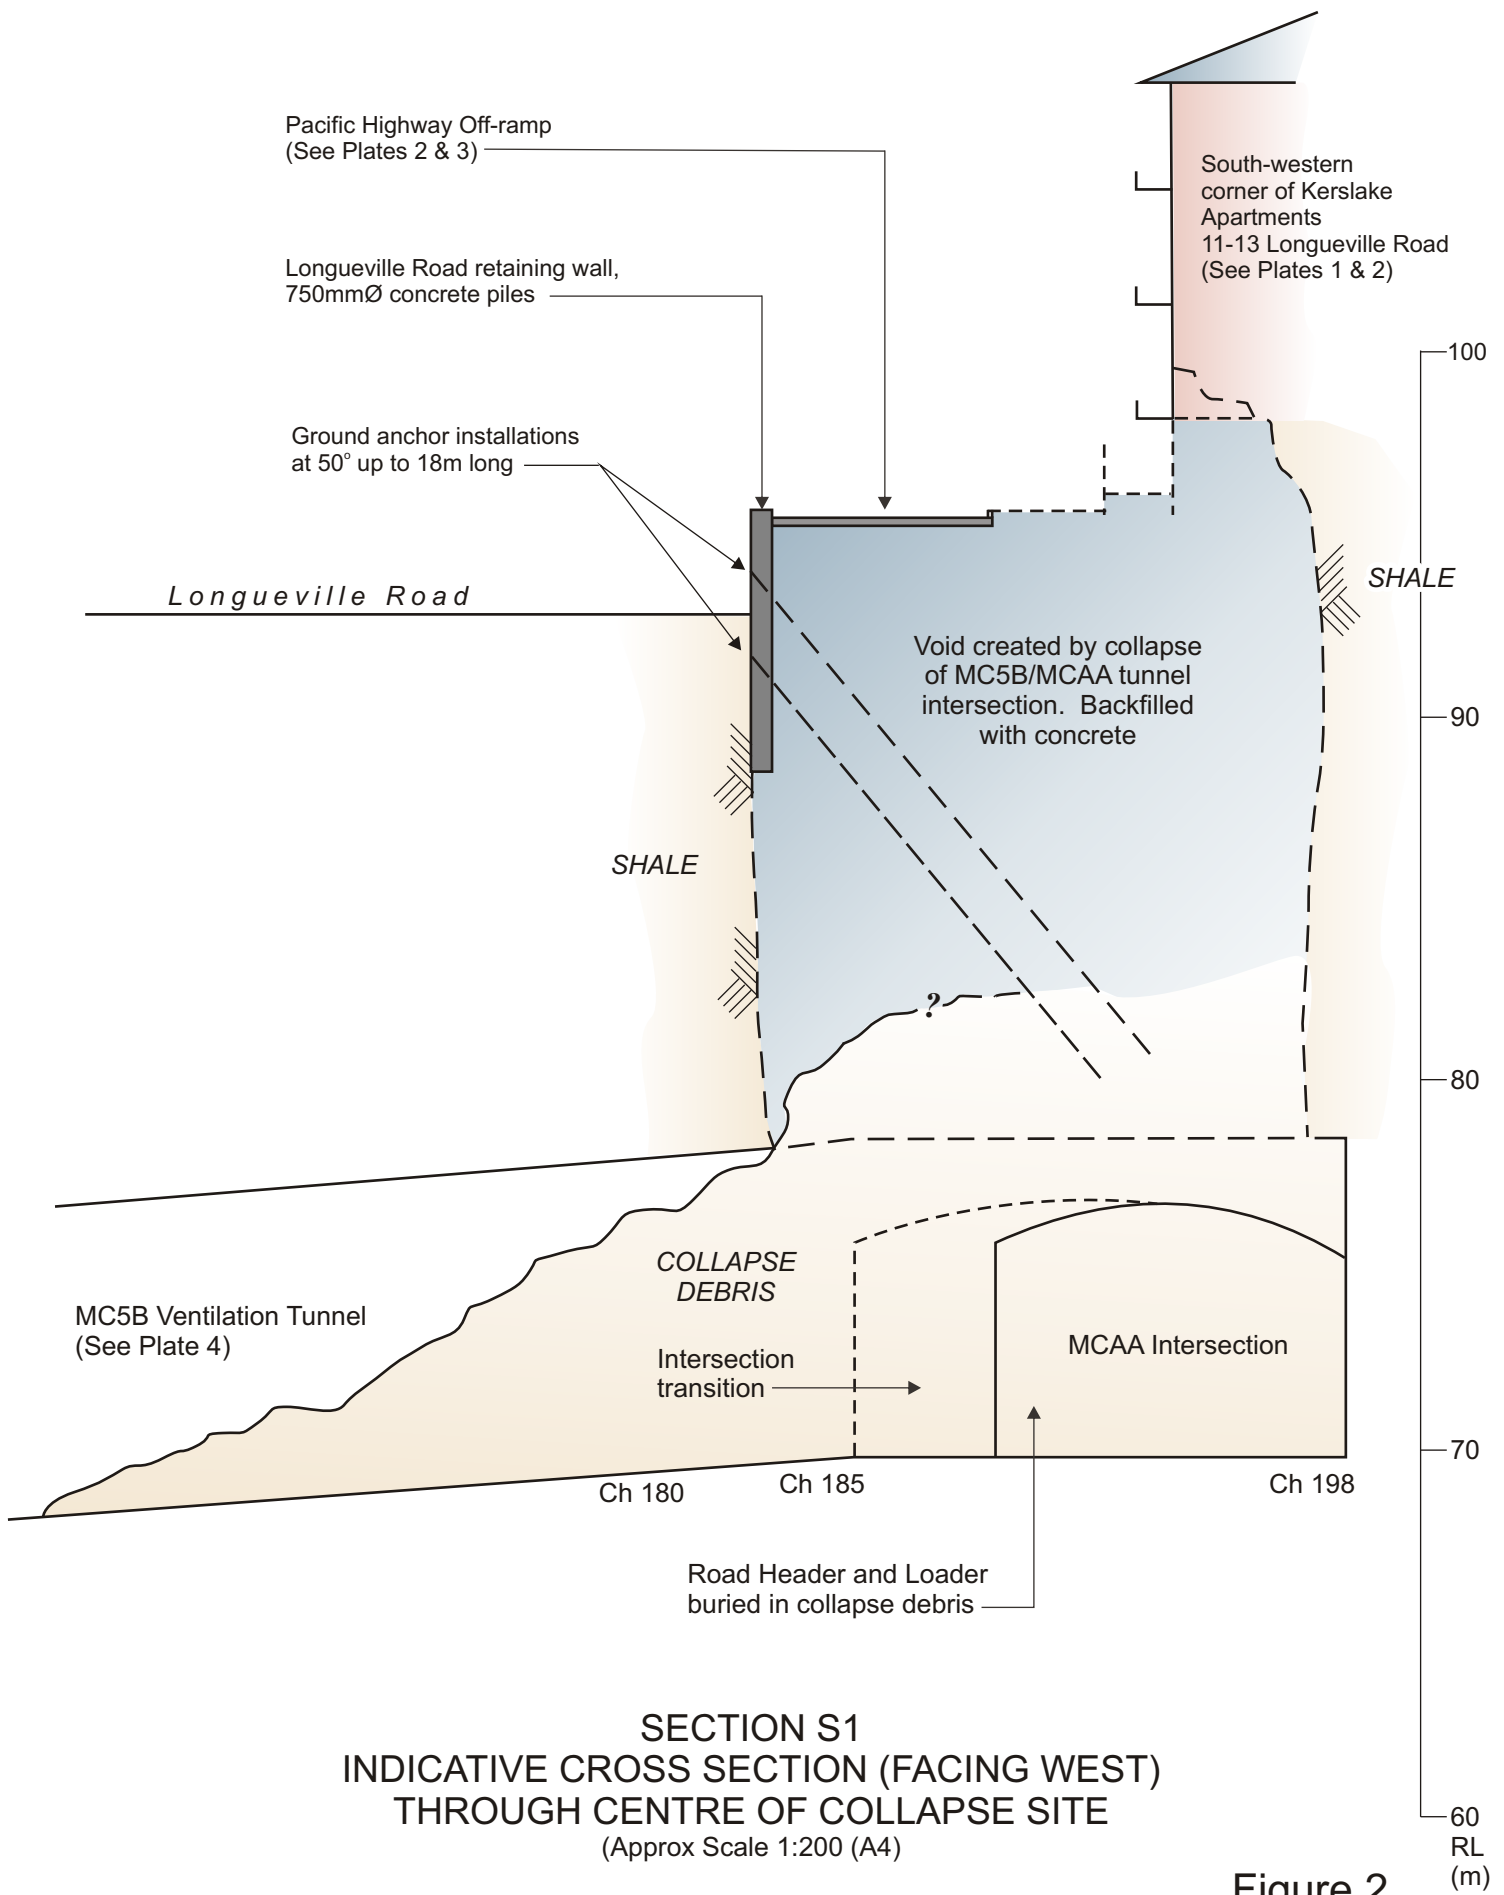 Pacific Highway Off-ramp
(See Plates 2 & 3)
South-western
corner of Kerslake
Apartments
11-13 Longueville Road
(See Plates 1 & 2)
Longueville Road retaining wall,
750mmØ concrete piles
100
Ground anchor installations
at 50° up to 18m long
Longueville Road
SHALE
Void created by collapse
of MC5B/MCAA tunnel
intersection. Backfilled
with concrete
90
SHALE
?
80
COLLAPSE
DEBRIS
MC5B Ventilation Tunnel
(See Plate 4)
Intersection
transition
MCAA Intersection
70
Ch 180
Ch 185
Ch 198
Road Header and Loader
buried in collapse debris
SECTION S1
INDICATIVE CROSS SECTION (FACING WEST)
THROUGH CENTRE OF COLLAPSE SITE
(Approx Scale 1:200 (A4)
60
RL
(m)
Figure 2